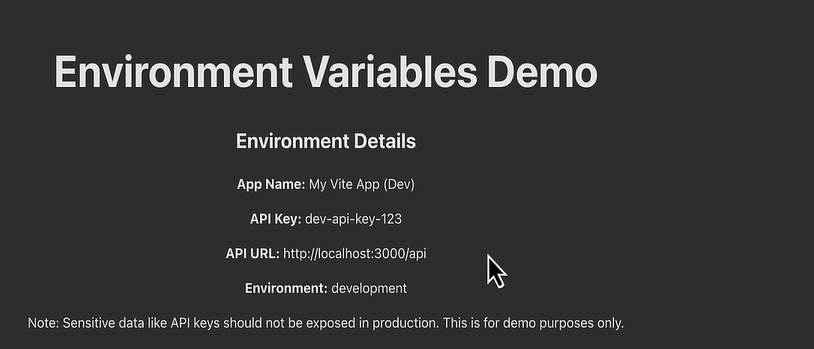 Environment Variables Demo
Environment Details
App Name: My Vite App (Dev)
API Key: dev-api-key-123
API URL: http://localhost:3000/api
Environment: development
Note: Sensitive data like API keys should not be exposed in production. This is for demo purposes only.